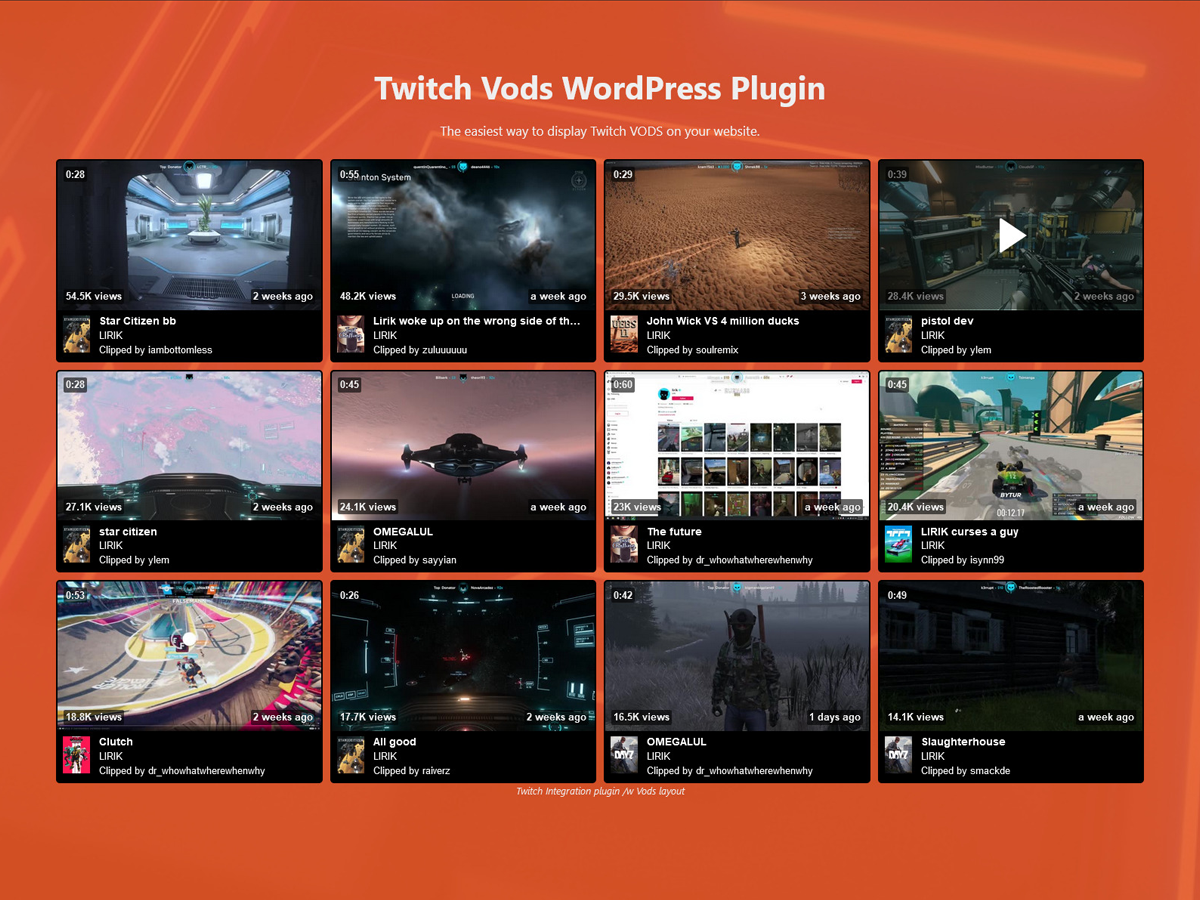 Twitch Vods WordPress Plugin
The easiest way to display Twitch VODS on your website.
0:28
54.5K views
2 weeks ago
Star Citizen bb
LIRIK
Clipped by iambottomless
0:55
nton System
LOADING
48.2K views
a week ago
Lirik woke up on the wrong side of th...
LIRIK
Clipped by zuluuuuuu
0:29
29.5K views
3 weeks ago
John Wick VS 4 million ducks
LIRIK
Clipped by soulremix
0:39
28.4K views
2 weeks ago
pistol dev
LIRIK
Clipped by ylem
0:28
27.1K views
2 weeks ago
star citizen
LIRIK
Clipped by ylem
0:45
24.1K views
a week ago
OMEGALUL
LIRIK
Clipped by sayyian
0:60
23K views
a week ago
The future
LIRIK
Clipped by dr_whowhatwherewhenwhy
0:45
BYTUR
00:12.17
20.4K views
a week ago
LIRIK curses a guy
LIRIK
Clipped by isynn99
0:53
18.8K views
2 weeks ago
Clutch
LIRIK
Clipped by dr_whowhatwherewhenwhy
0:26
17.7K views
2 weeks ago
All good
LIRIK
Clipped by raiverz
0:42
16.5K views
1 days ago
OMEGALUL
LIRIK
Clipped by dr_whowhatwherewhenwhy
0:49
14.1K views
a week ago
Slaughterhouse
LIRIK
Clipped by smackde
Twitch Integration plugin /w Vods layout